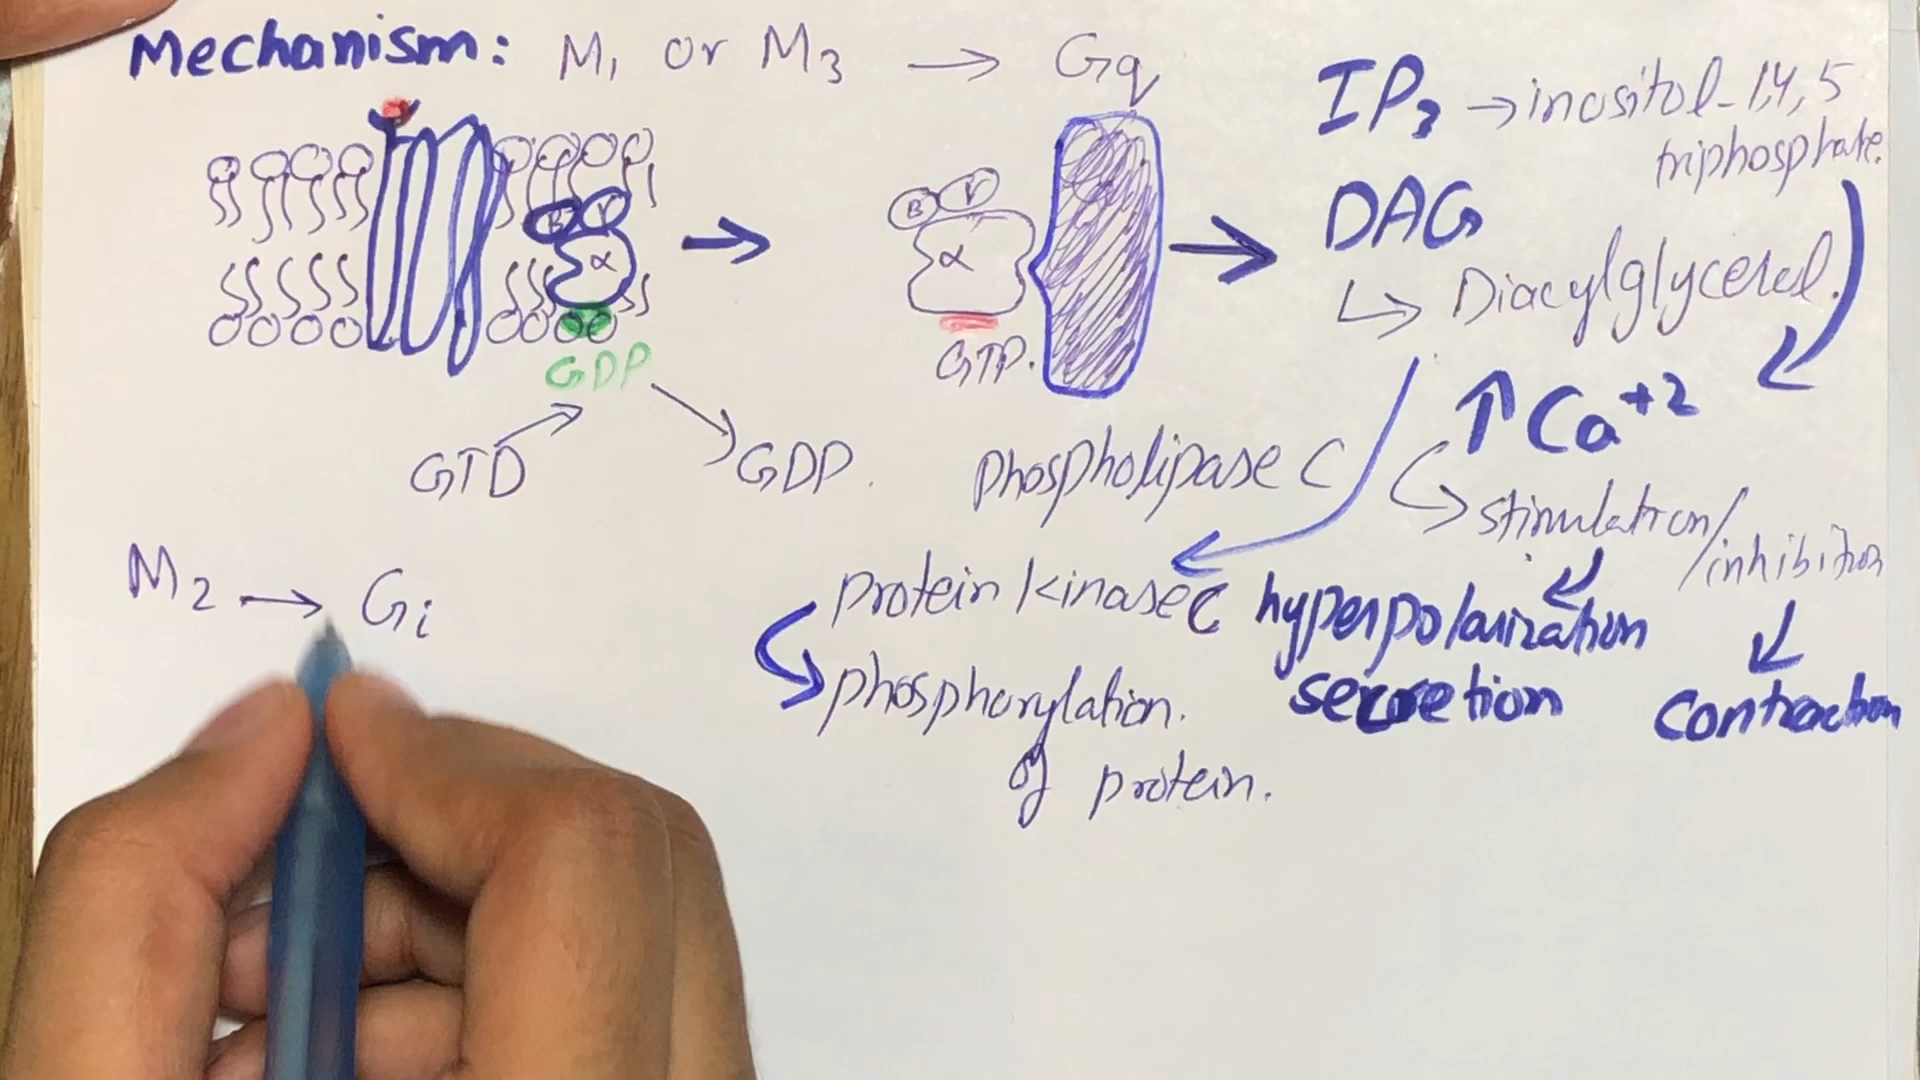 Mechanism: M1 or M3 → Gq
IP3 → inositol-1,4,5
triphosphate.
DAG
↳ Diacylglycerol.
B γ
α
GDP
B γ
α
GTP.
GTD
GDP.
Phospholipase C
↑ Ca+2
↳ stimulation/inhibition
M2 → Gi
protein kinase C
hyperpolarization
secretion
contraction
phosphorylation.
of protein.